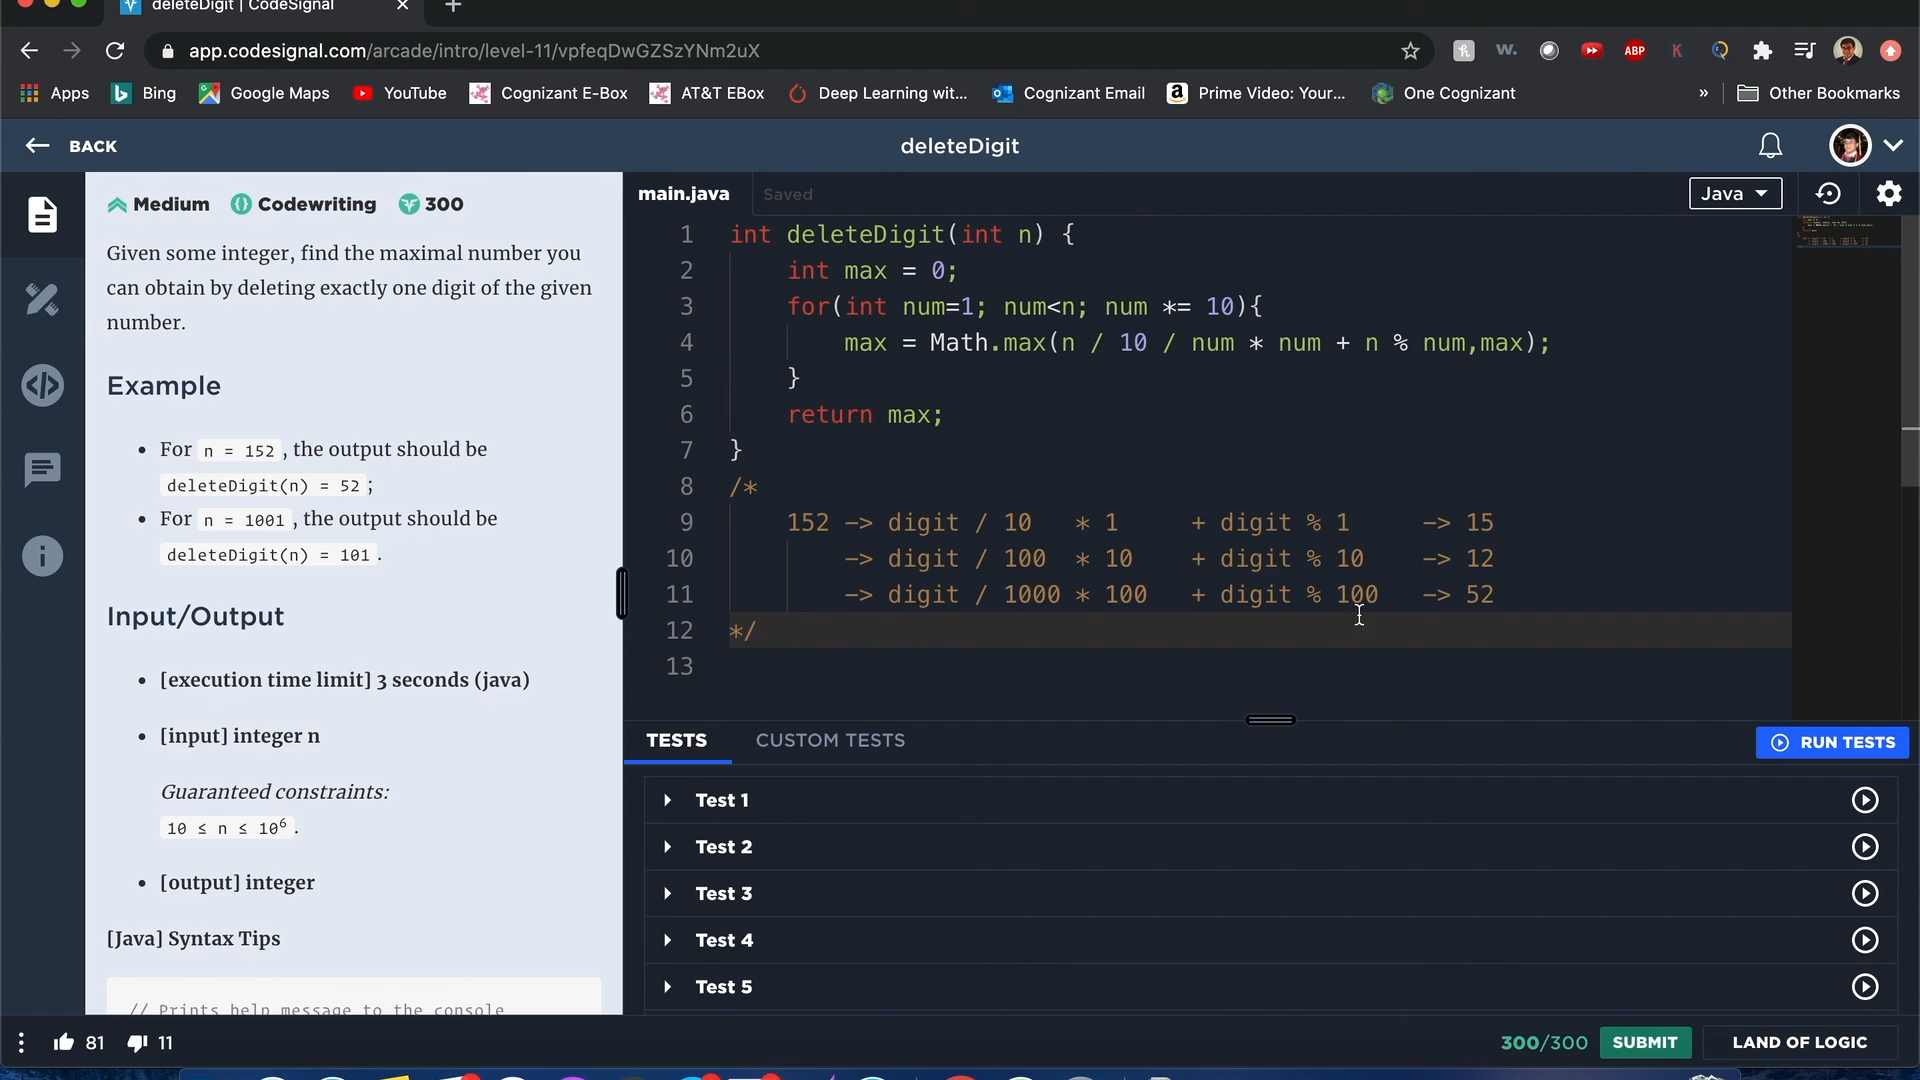 deleteDigit | CodeSignal
app.codesignal.com/arcade/intro/level-11/vpfeqDwGZSzYNm2uX
ABP
Apps
Bing
Google Maps
YouTube
Cognizant E-Box
AT&T EBox
Deep Learning wit...
Cognizant Email
Prime Video: Your...
One Cognizant
»
Other Bookmarks
BACK
deleteDigit
Medium
Codewriting
300
Given some integer, find the maximal number you
can obtain by deleting exactly one digit of the given
number.
Example
• For n = 152, the output should be
deleteDigit(n) = 52;
• For n = 1001, the output should be
deleteDigit(n) = 101.
Input/Output
• [execution time limit] 3 seconds (java)
• [input] integer n
Guaranteed constraints:
10 ≤ n ≤ 10⁶.
• [output] integer
[Java] Syntax Tips
// Prints help message to the console
main.java
Saved
Java
1 int deleteDigit(int n) {
2 int max = 0;
3 for(int num=1; num<n; num *= 10){
4 max = Math.max(n / 10 / num * num + n % num,max);
5 }
6 return max;
7 }
8 /*
9 152 -> digit / 10 * 1 + digit % 1 -> 15
10 -> digit / 100 * 10 + digit % 10 -> 12
11 -> digit / 1000 * 100 + digit % 100 -> 52
12 */
13
TESTS
CUSTOM TESTS
RUN TESTS
Test 1
Test 2
Test 3
Test 4
Test 5
81
11
300/300
SUBMIT
LAND OF LOGIC